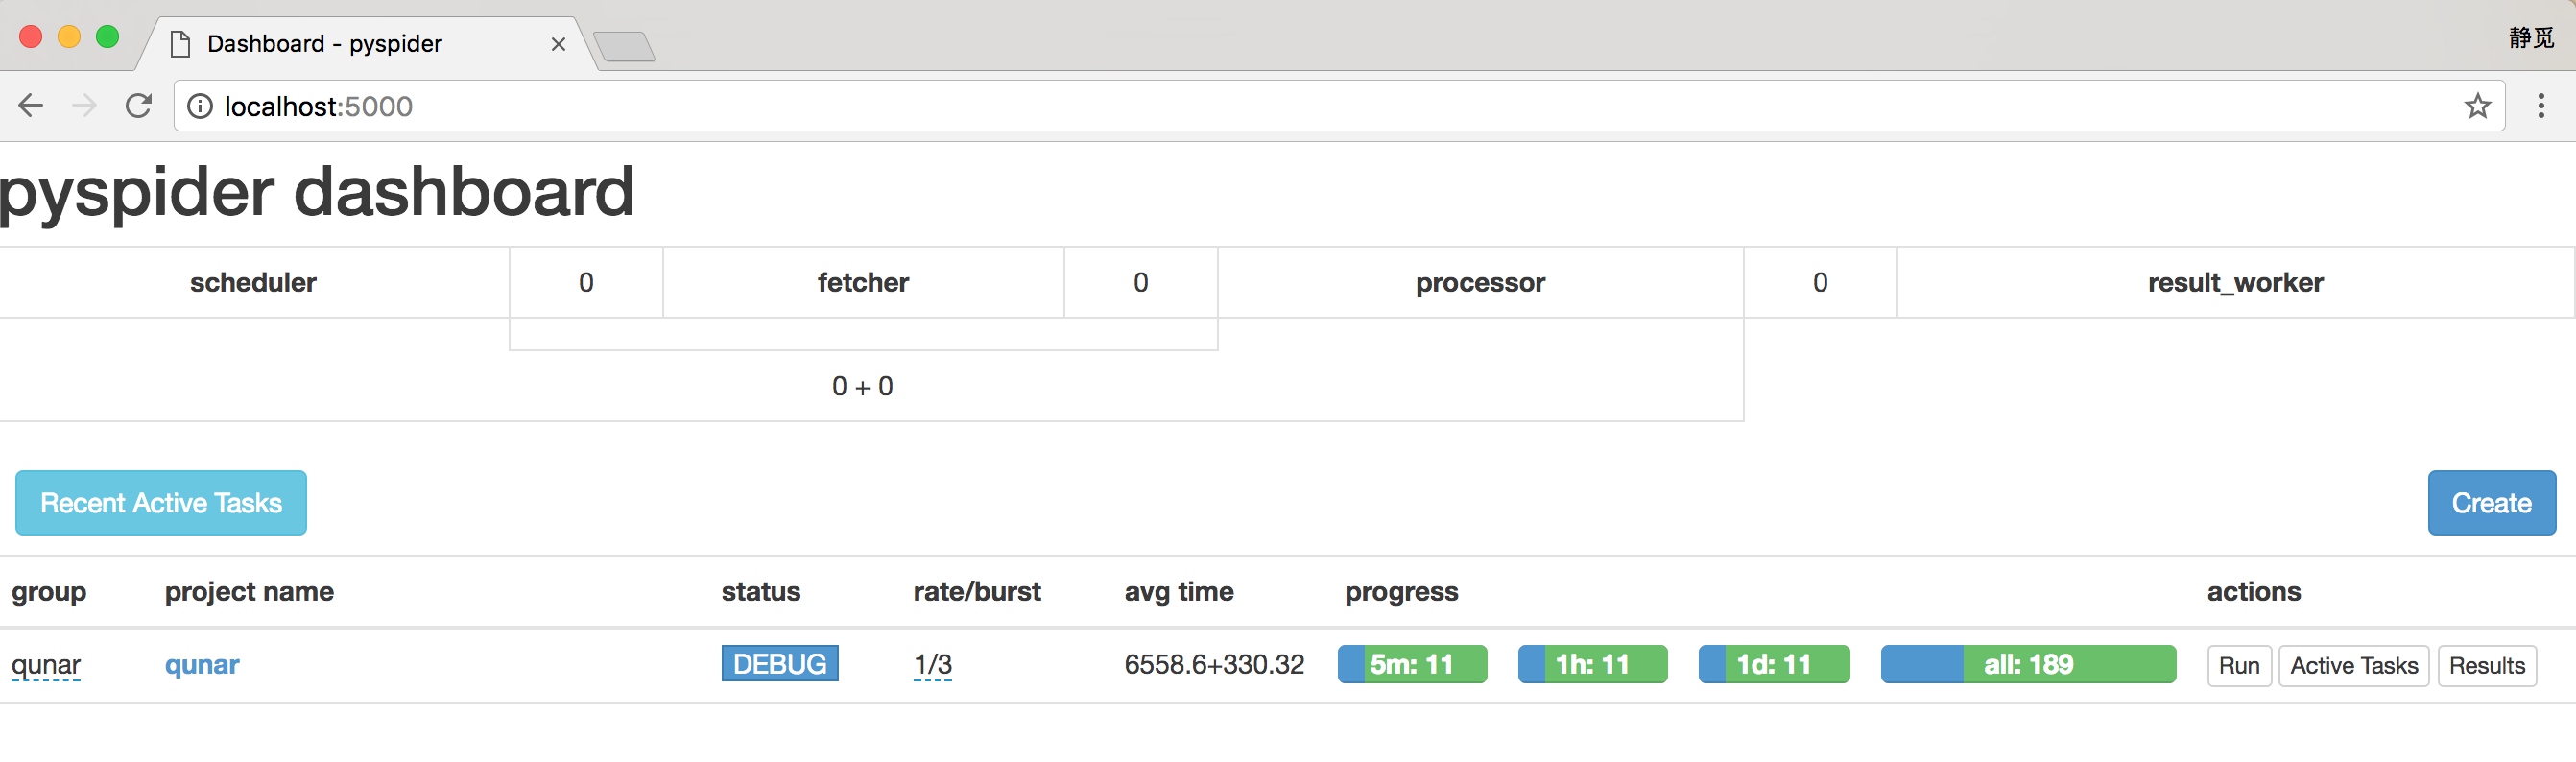 Dashboard - pyspider
静觅
localhost:5000
pyspider dashboard
scheduler 0 fetcher 0 processor 0 result_worker
0 + 0
Recent Active Tasks Create
group project name status rate/burst avg time progress actions
qunar qunar DEBUG 1/3 6558.6+330.32 5m: 11 1h: 11 1d: 11 all: 189 Run Active Tasks Results